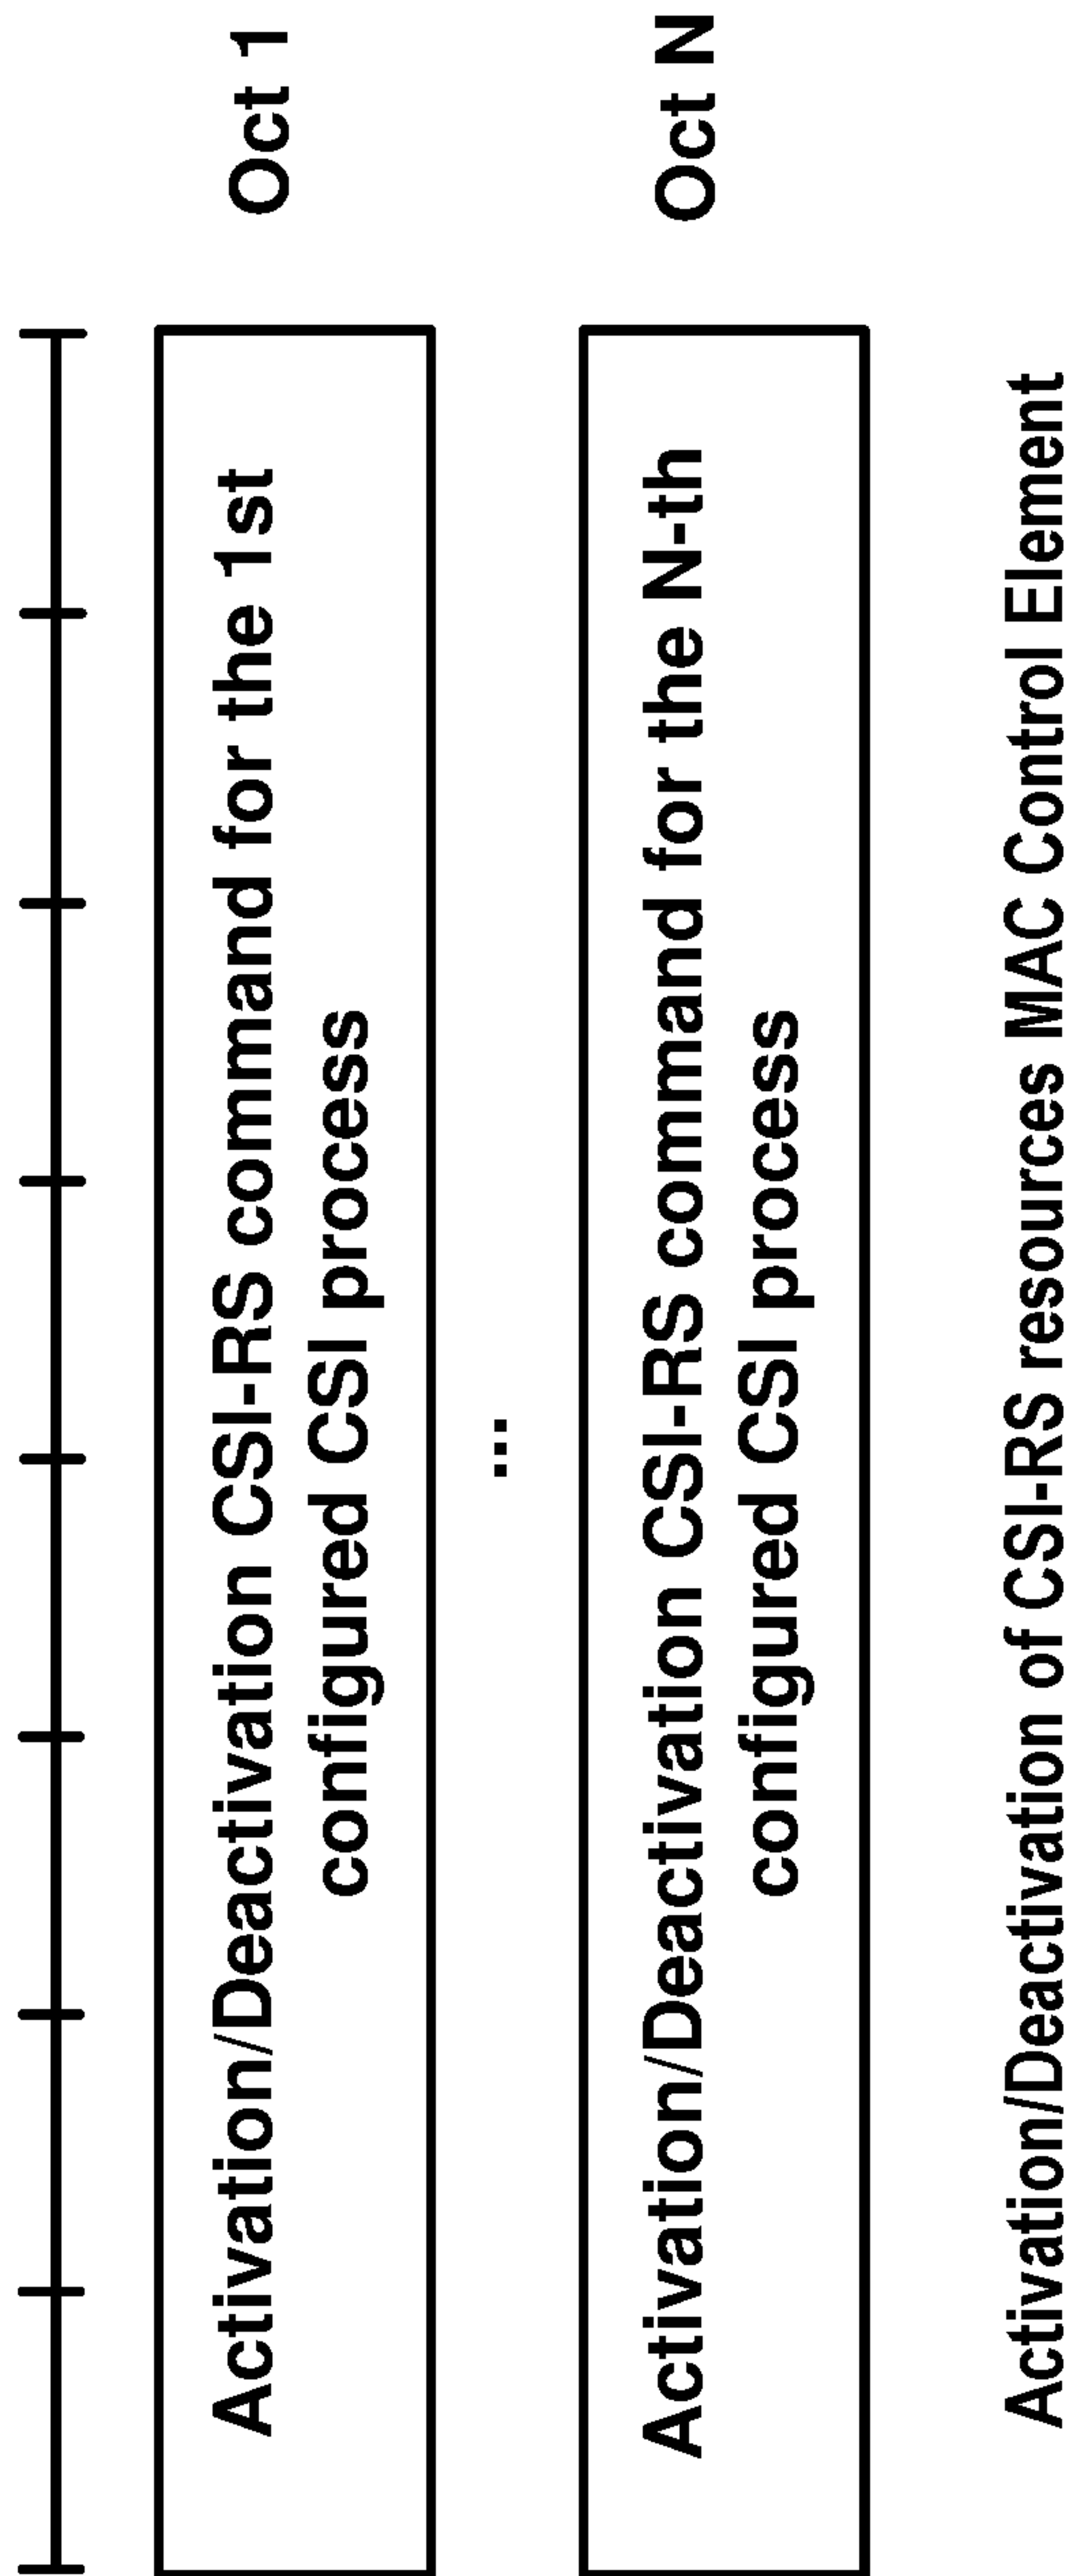 Activation/Deactivation CSI-RS command for the 1st
configured CSI process
Oct 1
...
Activation/Deactivation CSI-RS command for the N-th
configured CSI process
Oct N
Activation/Deactivation of CSI-RS resources MAC Control Element